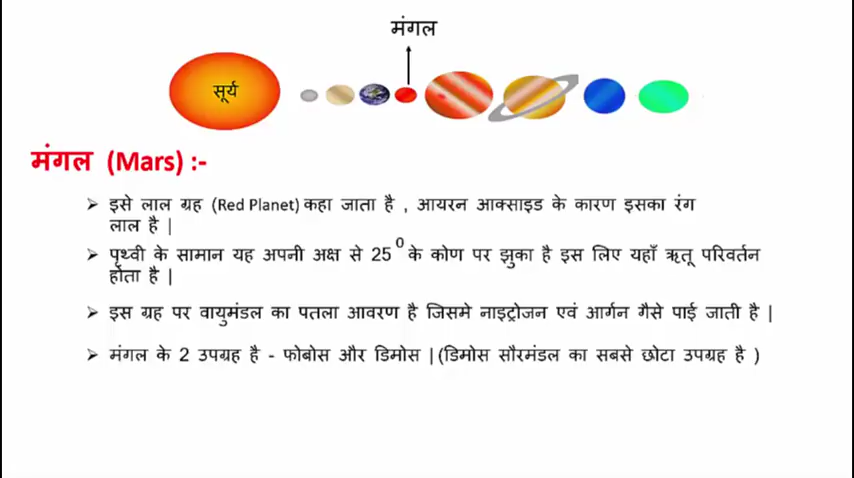 मंगल
सूर्य
मंगल (Mars) :-
➢ इसे लाल ग्रह (Red Planet) कहा जाता है , आयरन आक्साइड के कारण इसका रंग
लाल है |
➢ पृथ्वी के सामान यह अपनी अक्ष से 25⁰ के कोण पर झुका है इस लिए यहाँ ऋतू परिवर्तन
होता है |
➢ इस ग्रह पर वायुमंडल का पतला आवरण है जिसमे नाइट्रोजन एवं आर्गन गैसे पाई जाती है |
➢ मंगल के 2 उपग्रह है - फोबोस और डिमोस | (डिमोस सौरमंडल का सबसे छोटा उपग्रह है )